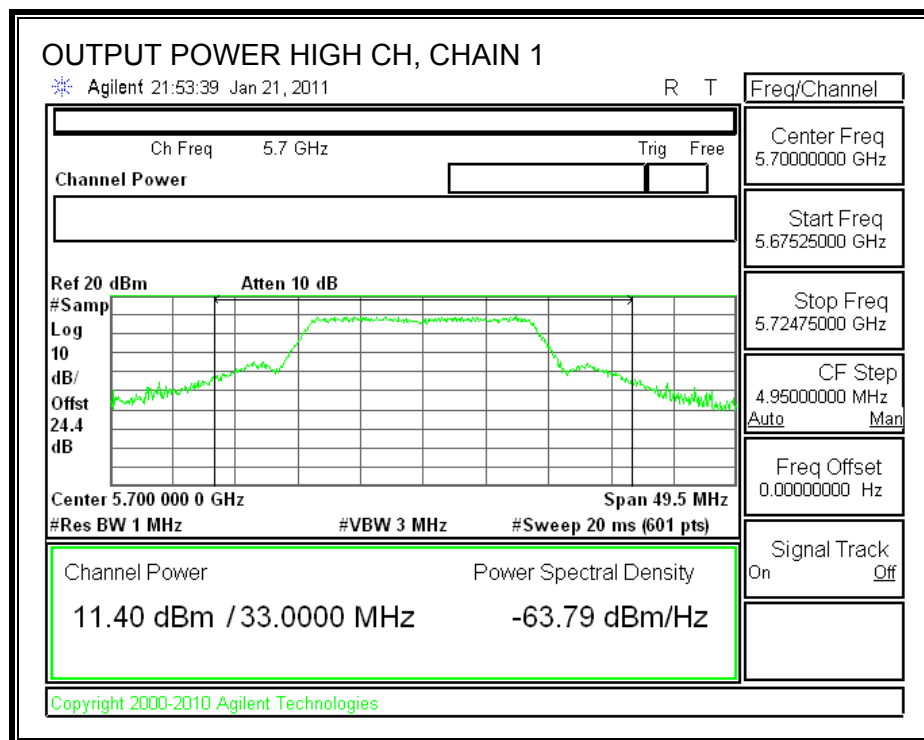 OUTPUT POWER HIGH CH, CHAIN 1
Agilent 21:53:39 Jan 21, 2011 R T
Freq/Channel
Ch Freq 5.7 GHz Trig Free
Channel Power
Center Freq
5.70000000 GHz
Start Freq
5.67525000 GHz
Stop Freq
5.72475000 GHz
CF Step
4.95000000 MHz
Auto Man
Freq Offset
0.00000000 Hz
Signal Track
On Off
Ref 20 dBm Atten 10 dB
#Samp
Log
10
dB/
Offst
24.4
dB
Center 5.700 000 0 GHz Span 49.5 MHz
#Res BW 1 MHz #VBW 3 MHz #Sweep 20 ms (601 pts)
Channel Power Power Spectral Density
11.40 dBm / 33.0000 MHz -63.79 dBm/Hz
Copyright 2000-2010 Agilent Technologies